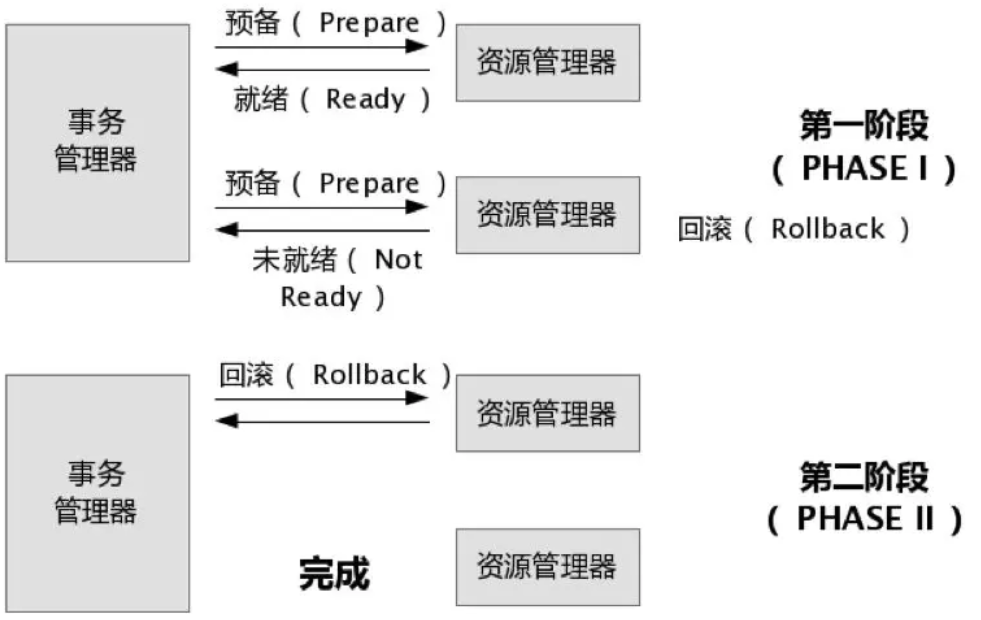 预备（ Prepare ）
事务
管理器
资源管理器
就绪（ Ready ）
第一阶段
（ PHASE I ）
预备（ Prepare ）
资源管理器
回滚（ Rollback ）
未就绪（ Not
Ready ）
回滚（ Rollback ）
事务
管理器
资源管理器
第二阶段
（ PHASE II ）
完成
资源管理器